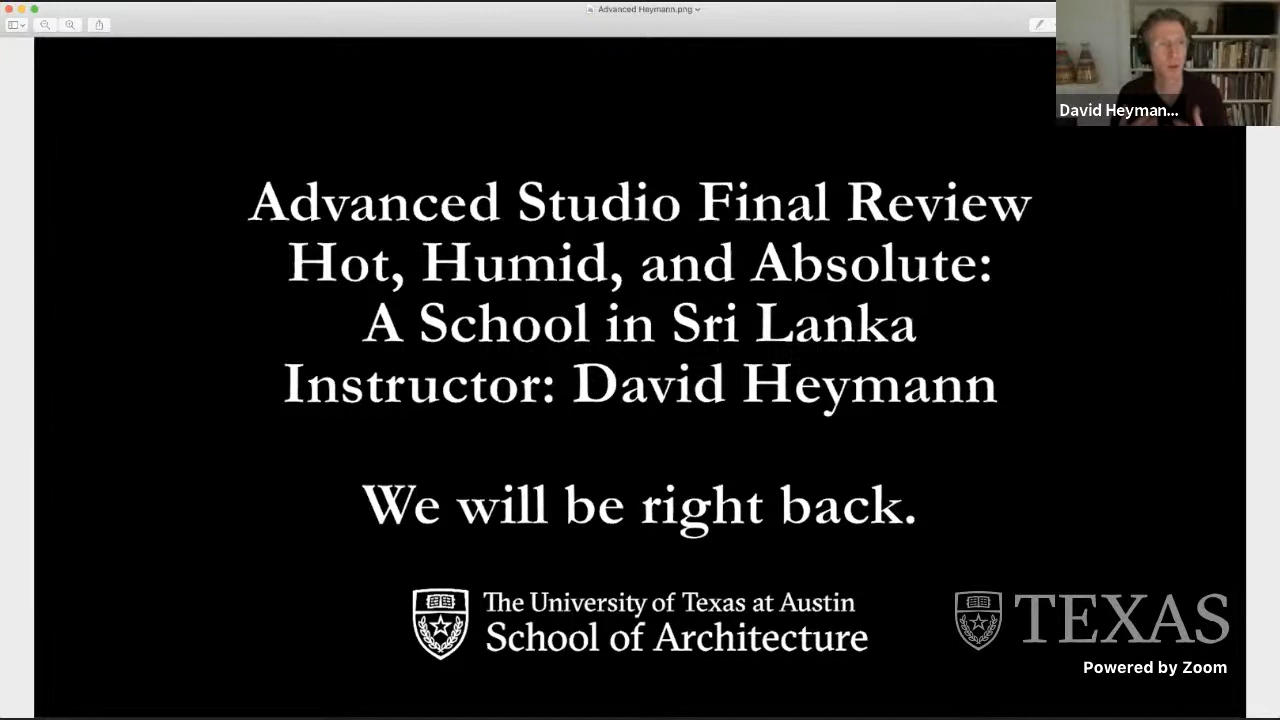 Advanced Heymann.png
David Heyman...
Advanced Studio Final Review
Hot, Humid, and Absolute:
A School in Sri Lanka
Instructor: David Heymann
We will be right back.
The University of Texas at Austin
School of Architecture
TEXAS
Powered by Zoom